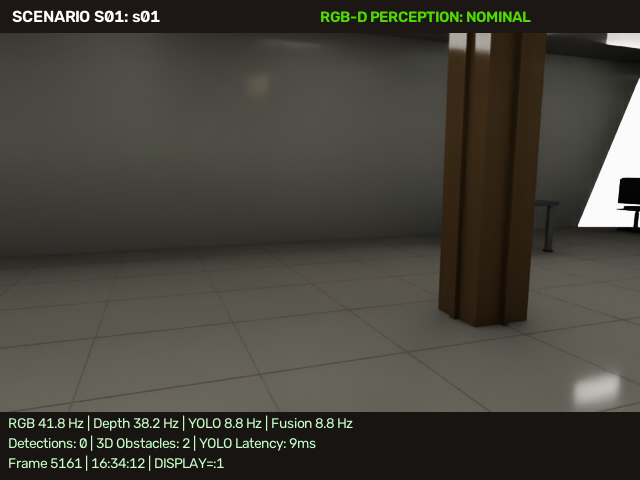 SCENARIO S01: s01
RGB-D PERCEPTION: NOMINAL
RGB 41.8 Hz | Depth 38.2 Hz | YOLO 8.8 Hz | Fusion 8.8 Hz
Detections: 0 | 3D Obstacles: 2 | YOLO Latency: 9ms
Frame 5161 | 16:34:12 | DISPLAY=:1